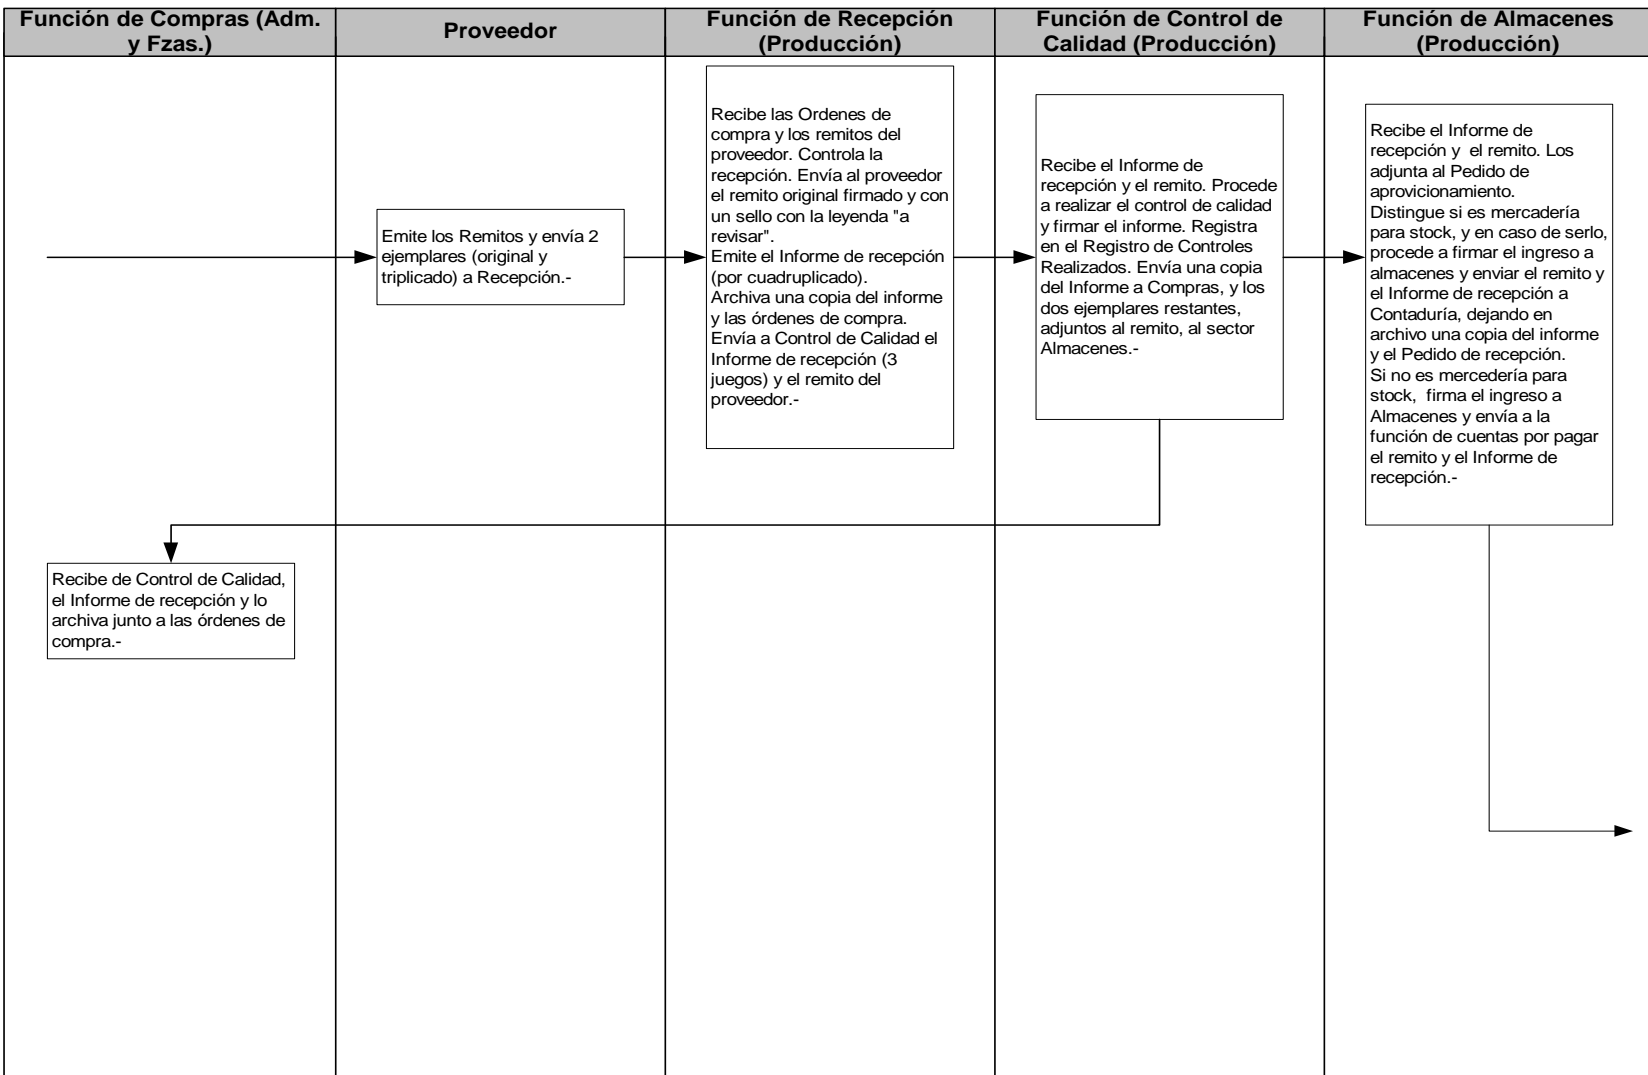 Función de Compras (Adm.
y Fzas.)
Proveedor
Función de Recepción
(Producción)
Función de Control de
Calidad (Producción)
Función de Almacenes
(Producción)
Emite los Remitos y envía 2
ejemplares (original y
triplicado) a Recepción.-
Recibe las Ordenes de
compra y los remitos del
proveedor. Controla la
recepción. Envía al proveedor
el remito original firmado y con
un sello con la leyenda "a
revisar".
Emite el Informe de recepción
(por cuadruplicado).
Archiva una copia del informe
y las órdenes de compra.
Envía a Control de Calidad el
Informe de recepción (3
juegos) y el remito del
proveedor.-
Recibe el Informe de
recepción y el remito. Procede
a realizar el control de calidad
y firmar el informe. Registra
en el Registro de Controles
Realizados. Envía una copia
del Informe a Compras, y los
dos ejemplares restantes,
adjuntos al remito, al sector
Almacenes.-
Recibe el Informe de
recepción y  el remito. Los
adjunta al Pedido de
aprovicionamiento.
Distingue si es mercadería
para stock, y en caso de serlo,
procede a firmar el ingreso a
almacenes y enviar el remito y
el Informe de recepción a
Contaduría, dejando en
archivo una copia del informe
y el Pedido de recepción.
Si no es mercedería para
stock,  firma el ingreso a
Almacenes y envía a la
función de cuentas por pagar
el remito y el Informe de
recepción.-
Recibe de Control de Calidad,
el Informe de recepción y lo
archiva junto a las órdenes de
compra.-